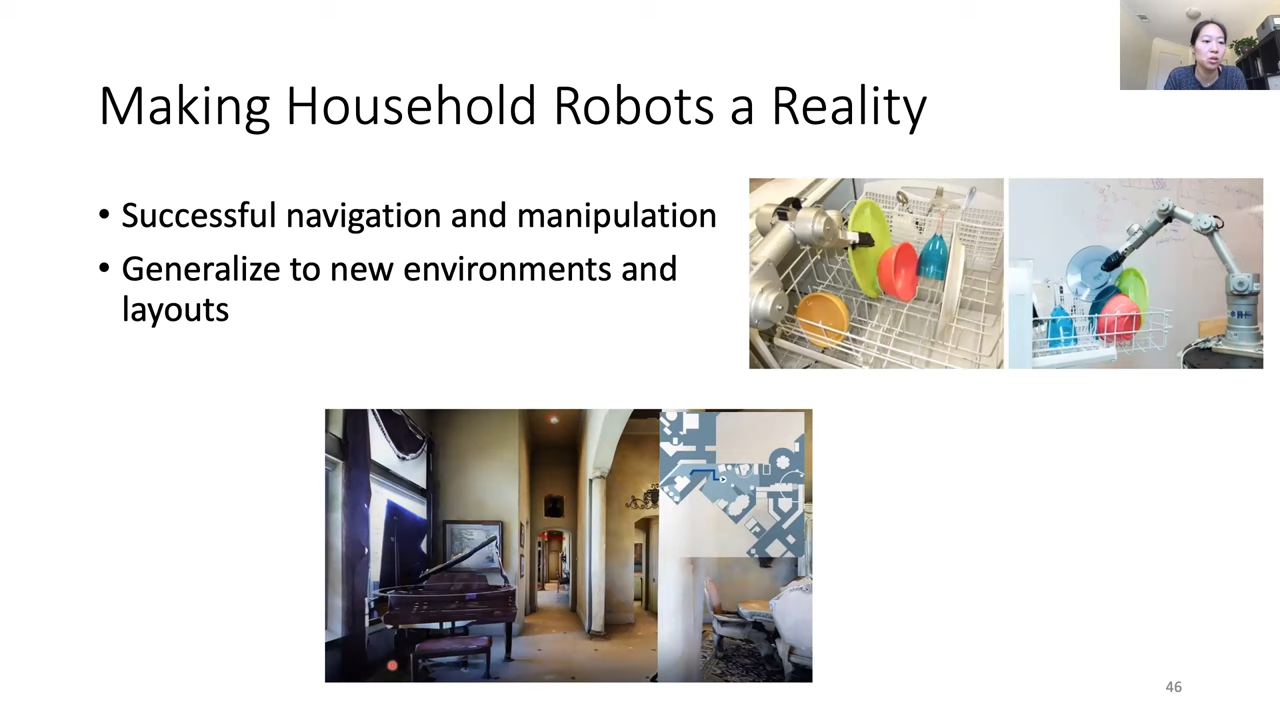 Making Household Robots a Reality
• Successful navigation and manipulation
• Generalize to new environments and
layouts
46